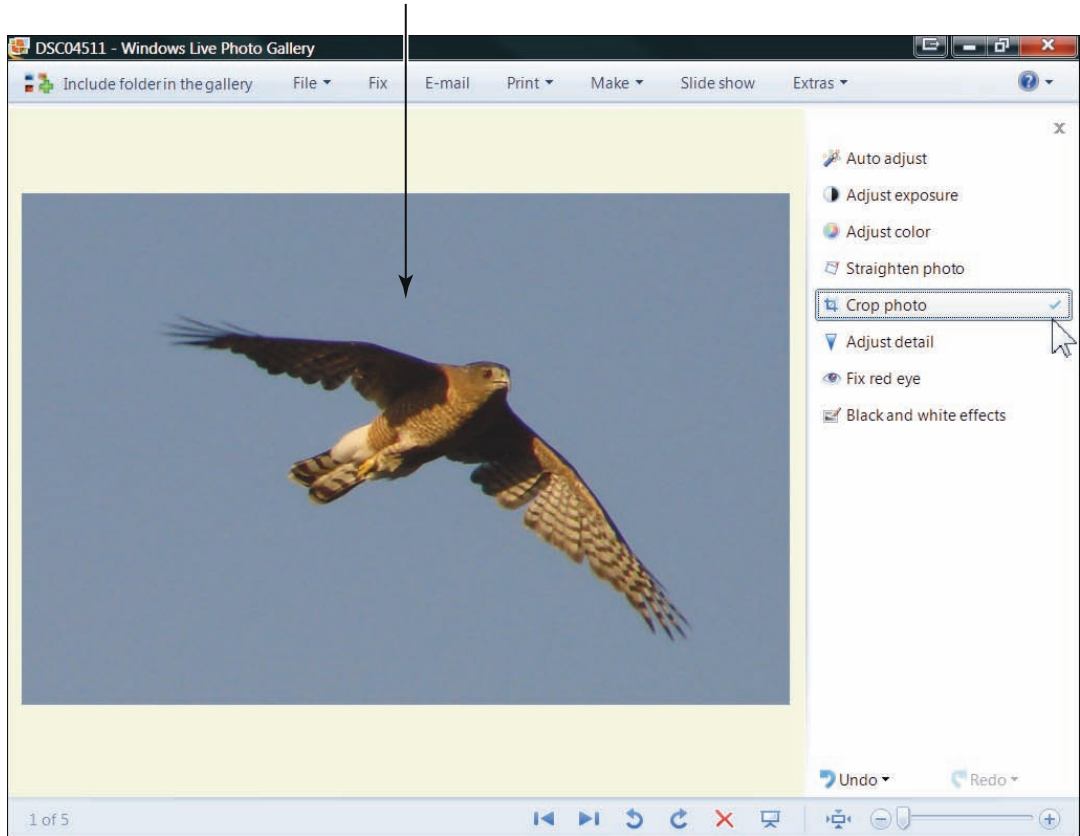 DSC04511 - Windows Live Photo Gallery
Include folder in the gallery File Fix E-mail Print Make Slide show Extras
Auto adjust
Adjust exposure
Adjust color
Straighten photo
Crop photo
Adjust detail
Fix red eye
Black and white effects
Undo Redo
1 of 5